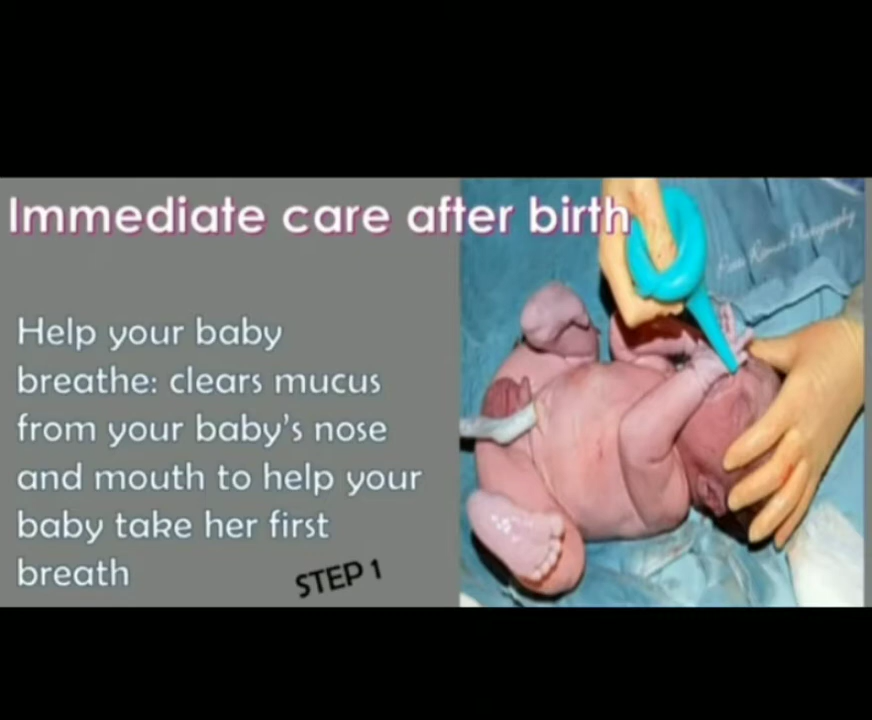 Immediate care after birth
Help your baby
breathe: clears mucus
from your baby's nose
and mouth to help your
baby take her first
breath
STEP 1
Photography